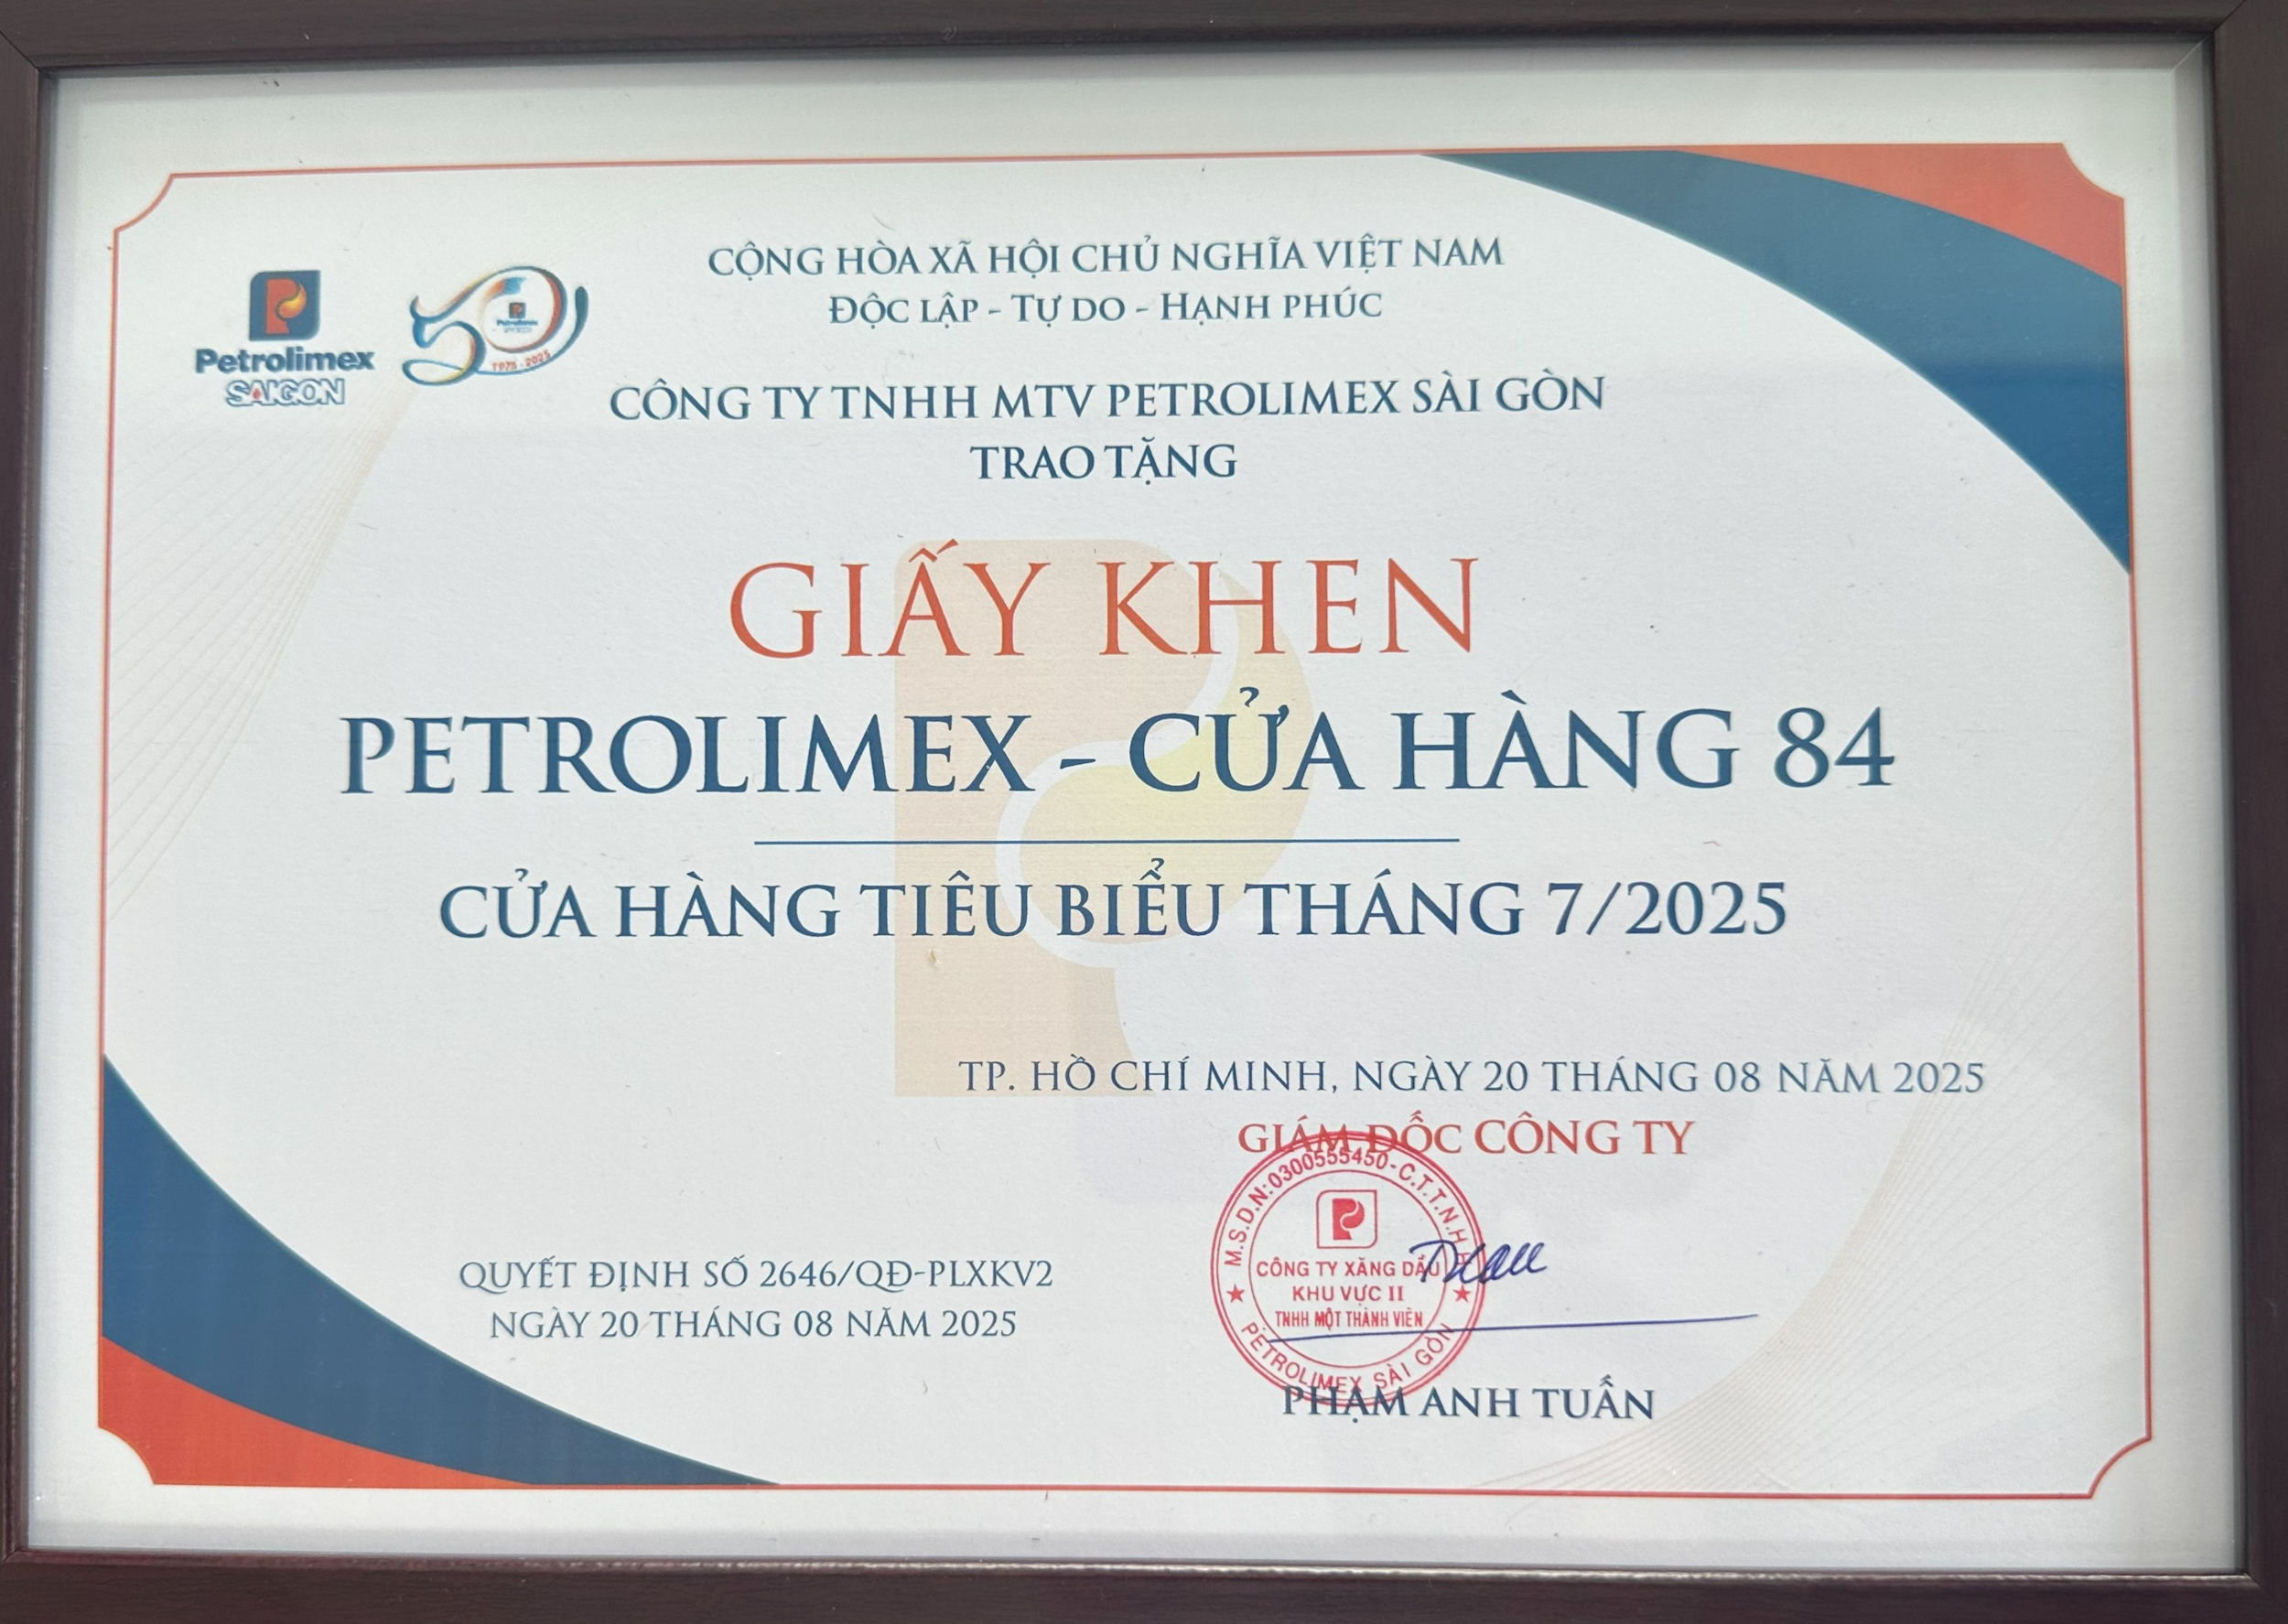 CỘNG HÒA XÃ HỘI CHỦ NGHĨA VIỆT NAM
ĐỘC LẬP - TỰ DO - HẠNH PHÚC
Petrolimex
SAIGON
50
Petrolimex
1975 - 2025
CÔNG TY TNHH MTV PETROLIMEX SÀI GÒN
TRAO TẶNG
GIẤY KHEN
PETROLIMEX - CỬA HÀNG 84
CỬA HÀNG TIÊU BIỂU THÁNG 7/2025
TP. HỒ CHÍ MINH, NGÀY 20 THÁNG 08 NĂM 2025
GIÁM ĐỐC CÔNG TY
M.S.D.N:0300555450-C.T.T.N.H.H
CÔNG TY XĂNG DẦU
KHU VỰC II
TNHH MỘT THÀNH VIÊN
PETROLIMEX SÀI GÒN
QUYẾT ĐỊNH SỐ 2646/QĐ-PLXKV2
NGÀY 20 THÁNG 08 NĂM 2025
PHẠM ANH TUẤN